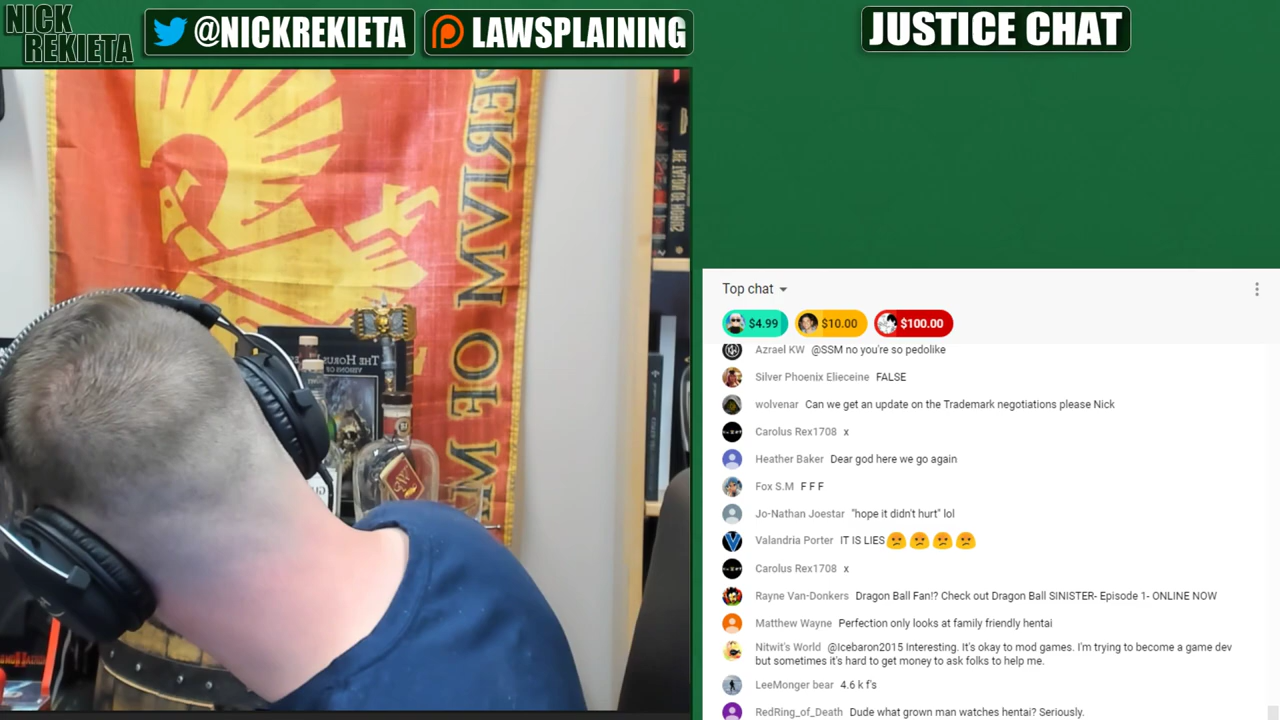 NICK
REKIETA
@NICKREKIETA
LAWSPLAINING
JUSTICE CHAT
Top chat
$4.99
$10.00
$100.00
Azrael KW @SSM no you're so pedolike
Silver Phoenix Elieceine FALSE
wolvenar Can we get an update on the Trademark negotiations please Nick
Carolus Rex1708 x
Heather Baker Dear god here we go again
Fox S.M F F F
Jo-Nathan Joestar "hope it didn't hurt" lol
Valandria Porter IT IS LIES
Carolus Rex1708 x
Rayne Van-Donkers Dragon Ball Fan!? Check out Dragon Ball SINISTER- Episode 1- ONLINE NOW
Matthew Wayne Perfection only looks at family friendly hentai
Nitwit's World @Icebaron2015 Interesting. It's okay to mod games. I'm trying to become a game dev
but sometimes it's hard to get money to ask folks to help me.
LeeMonger bear 4.6 k f's
RedRing_of_Death Dude what grown man watches hentai? Seriously.